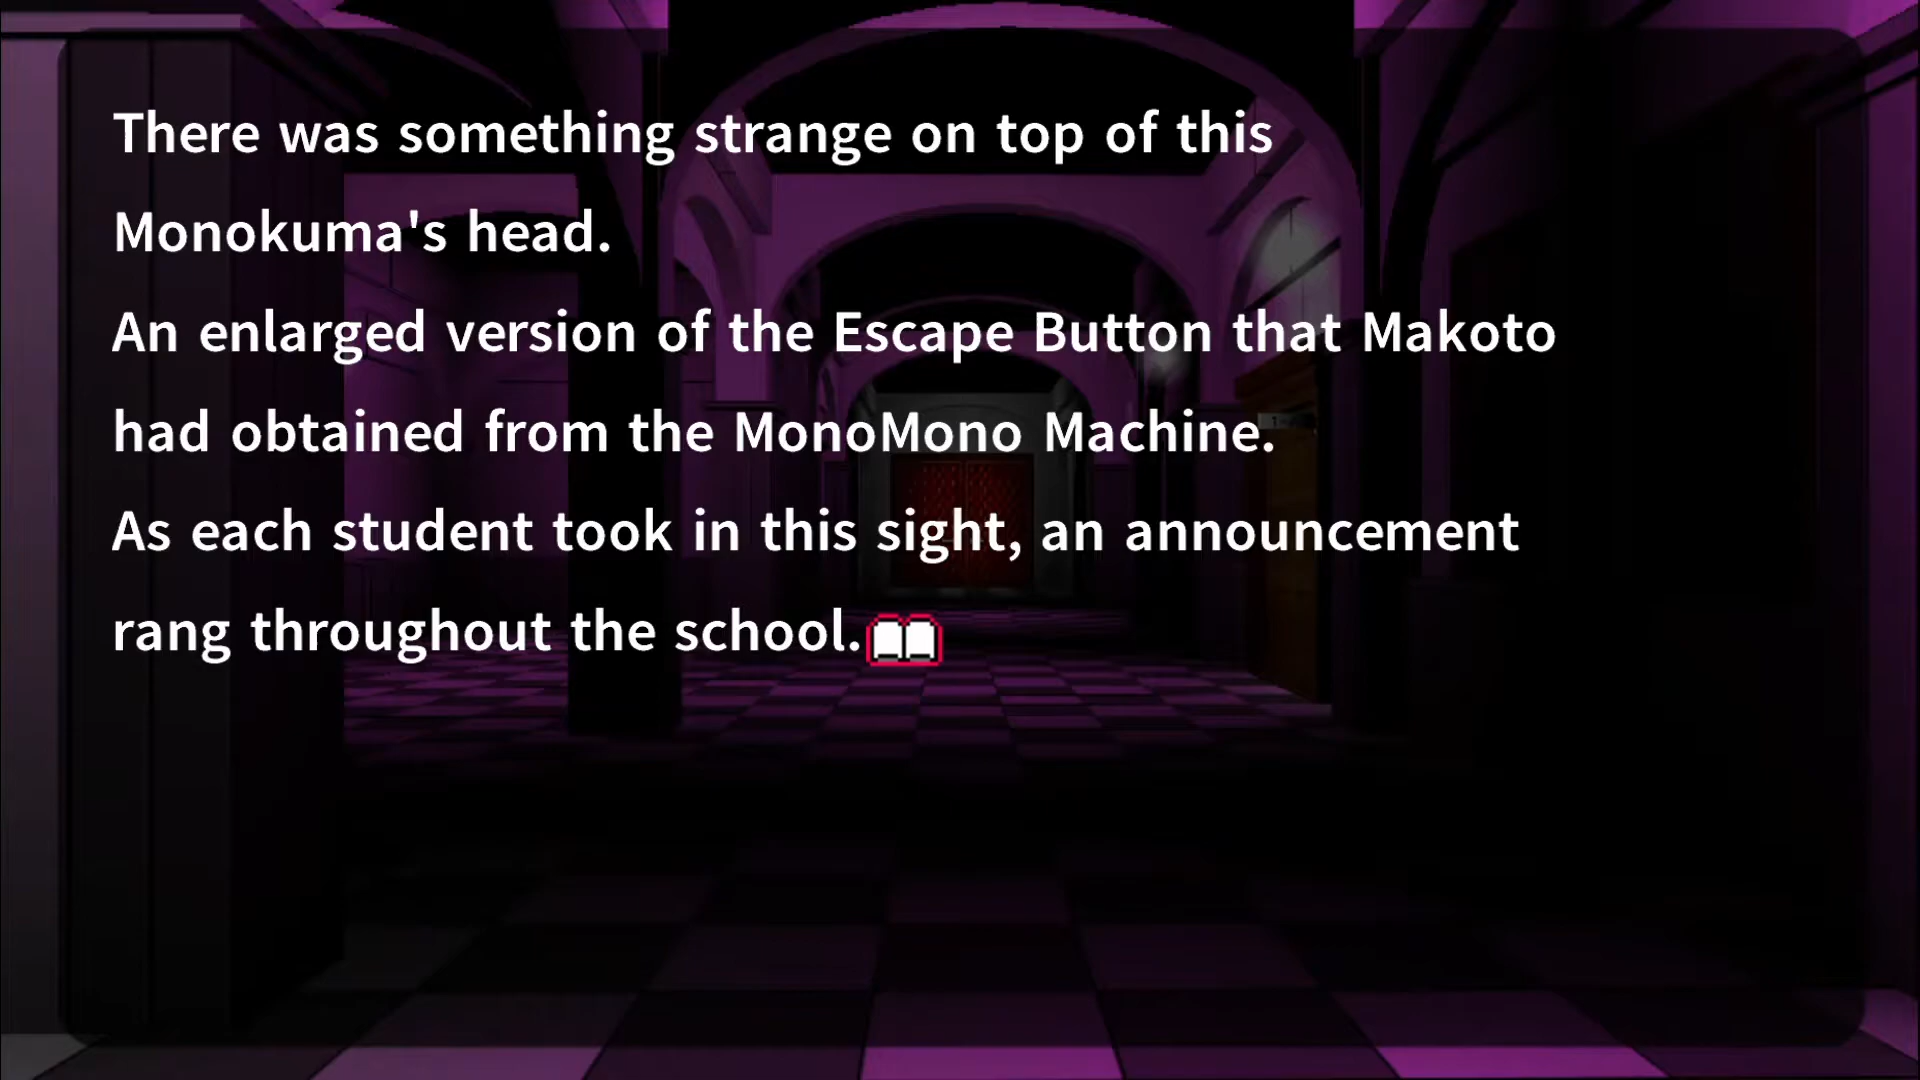 There was something strange on top of this
Monokuma's head.
An enlarged version of the Escape Button that Makoto
had obtained from the MonoMono Machine.
As each student took in this sight, an announcement
rang throughout the school.